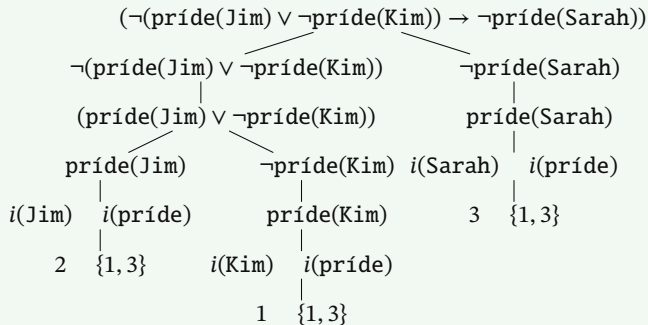 (¬(príde(Jim) ∨ ¬príde(Kim)) → ¬príde(Sarah))
¬(príde(Jim) ∨ ¬príde(Kim)) ¬príde(Sarah)
(príde(Jim) ∨ ¬príde(Kim)) príde(Sarah)
príde(Jim) ¬príde(Kim) i(Sarah) i(príde)
i(Jim) i(príde) príde(Kim) 3 {1, 3}
2 {1, 3} i(Kim) i(príde)
1 {1, 3}